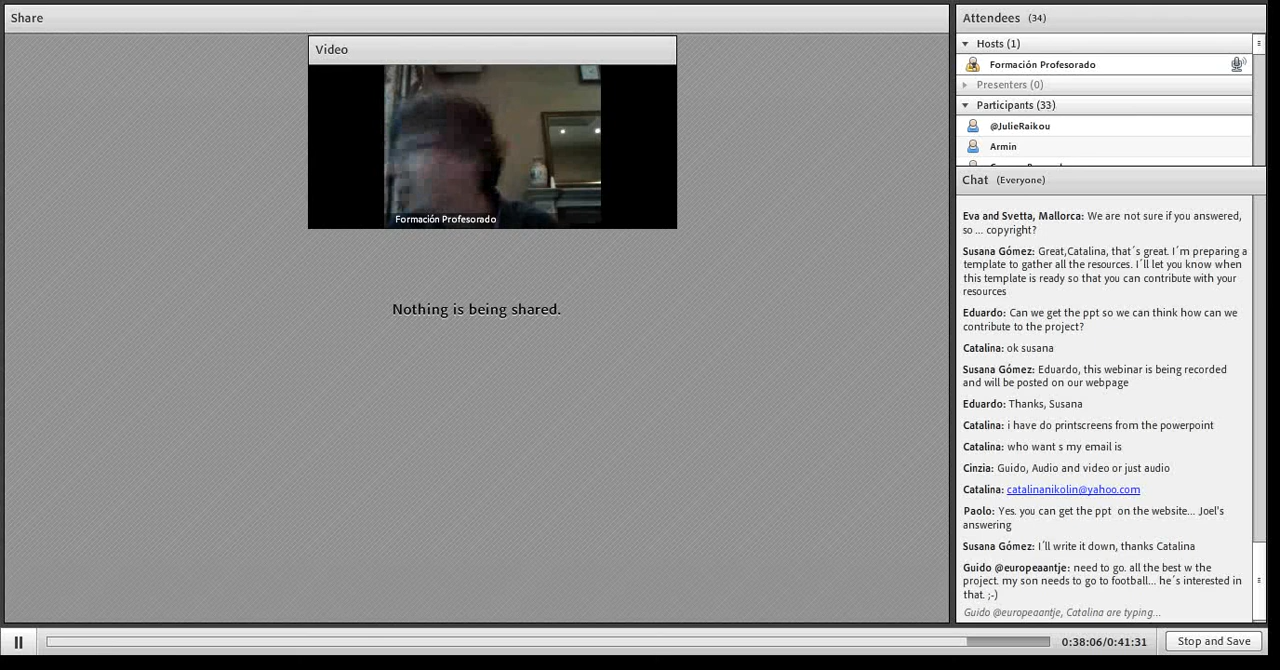 Share
Video
Formación Profesorado
Nothing is being shared.
Attendees (34)
Hosts (1)
Formación Profesorado
Presenters (0)
Participants (33)
@JulieRaikou
Armin
Chat (Everyone)
Eva and Svetta, Mallorca: We are not sure if you answered,
so ... copyright?
Susana Gómez: Great,Catalina, that´s great. I´m preparing a
template to gather all the resources. I´ll let you know when
this template is ready so that you can contribute with your
resources
Eduardo: Can we get the ppt so we can think how can we
contribute to the project?
Catalina: ok susana
Susana Gómez: Eduardo, this webinar is being recorded
and will be posted on our webpage
Eduardo: Thanks, Susana
Catalina: i have do printscreens from the powerpoint
Catalina: who want s my email is
Cinzia: Guido, Audio and video or just audio
Catalina: catalinanikolin@yahoo.com
Paolo: Yes. you can get the ppt on the website... Joel's
answering
Susana Gómez: I´ll write it down, thanks Catalina
Guido @europeaantje: need to go. all the best w the
project. my son needs to go to football... he´s interested in
that. ;-)
Guido @europeaantje, Catalina are typing...
0:38:06/0:41:31
Stop and Save